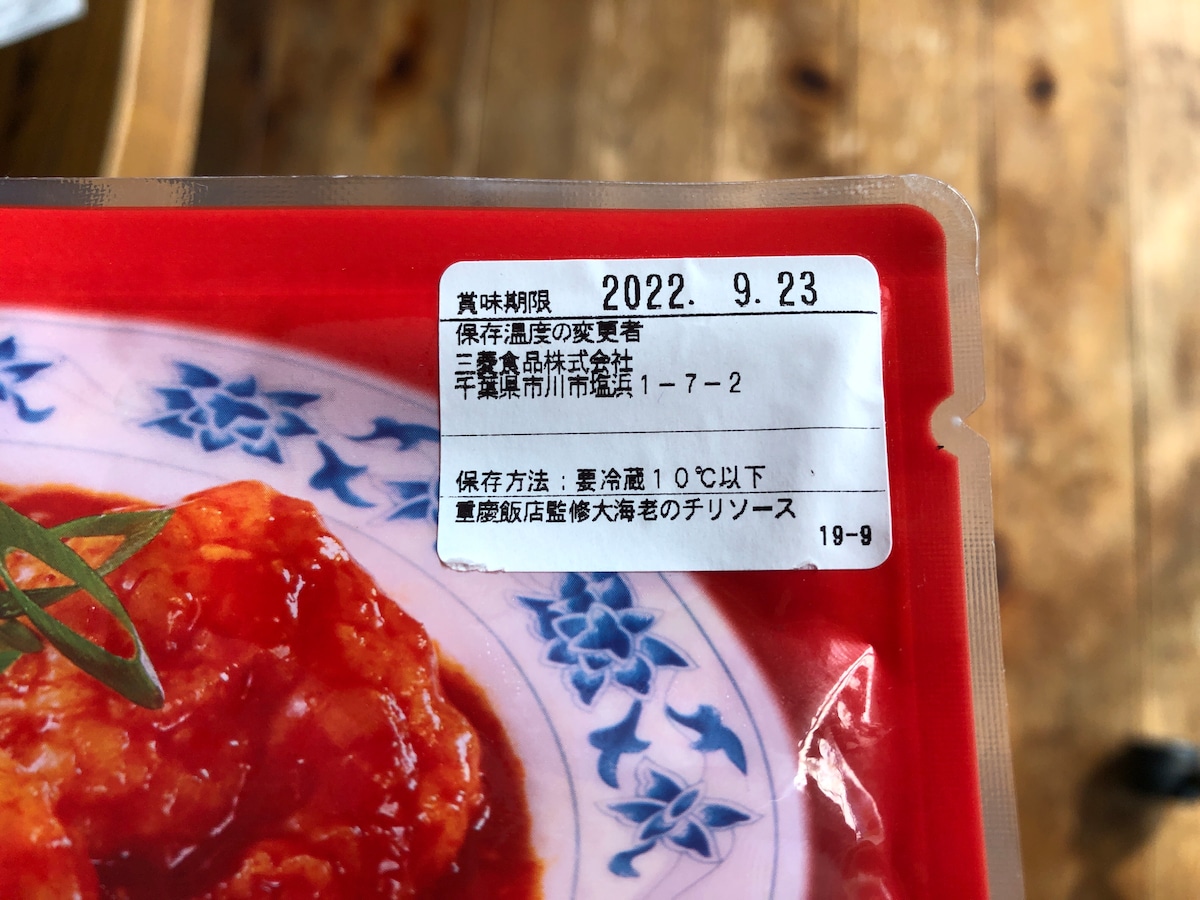 賞味期限 2022. 9. 23
保存温度の変更者
三菱食品株式会社
千葉県市川市塩浜1-7-2
保存方法:要冷蔵10℃以下
重慶飯店監修大海老のチリソース
19-9